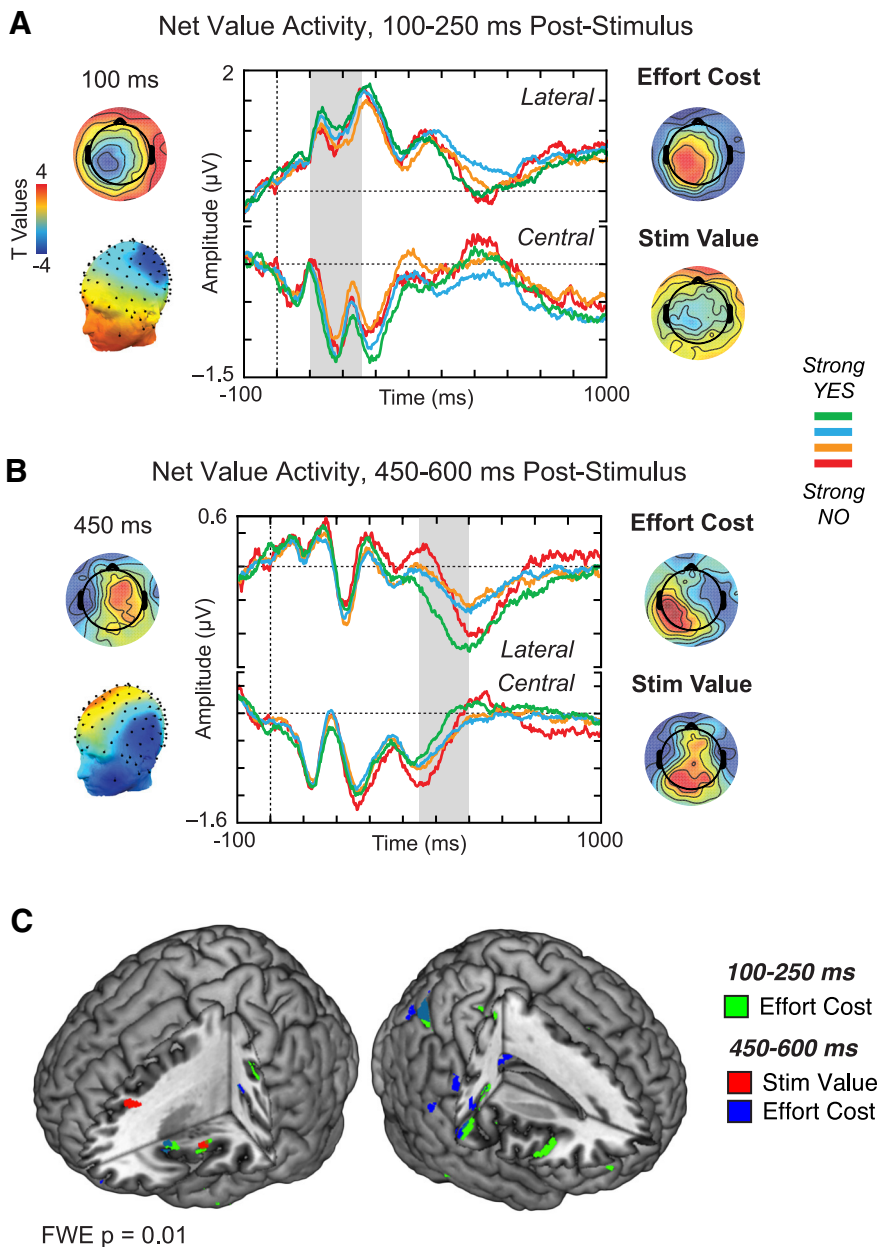 A
Net Value Activity, 100-250 ms Post-Stimulus
100 ms
4
T Values
-4
2
Amplitude (µV)
–1.5
Lateral
Central
-100
Time (ms)
1000
Effort Cost
Stim Value
Strong
YES
Strong
NO
B
Net Value Activity, 450-600 ms Post-Stimulus
450 ms
0.6
Amplitude (µV)
–1.6
Lateral
Central
-100
Time (ms)
1000
Effort Cost
Stim Value
C
100-250 ms
Effort Cost
450-600 ms
Stim Value
Effort Cost
FWE p = 0.01